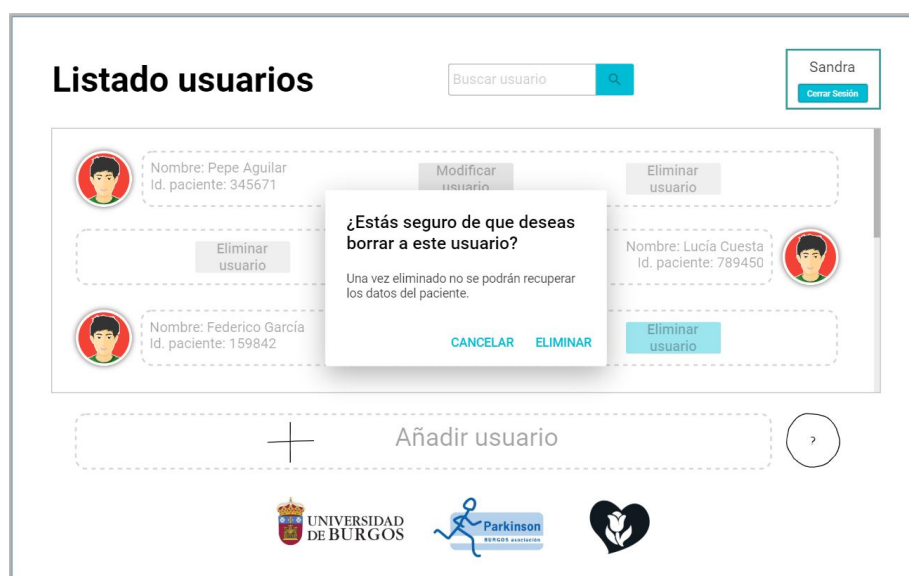 Listado usuarios
Buscar usuario
Sandra
Cerrar Sesión
Nombre: Pepe Aguilar
Id. paciente: 345671
Modificar
usuario
Eliminar
usuario
Eliminar
usuario
Nombre: Lucía Cuesta
Id. paciente: 789450
¿Estás seguro de que deseas
borrar a este usuario?
Una vez eliminado no se podrán recuperar
los datos del paciente.
CANCELAR ELIMINAR
Nombre: Federico García
Id. paciente: 159842
Eliminar
usuario
Añadir usuario
?
UNIVERSIDAD
DE BURGOS
Parkinson
BURGOS asociación